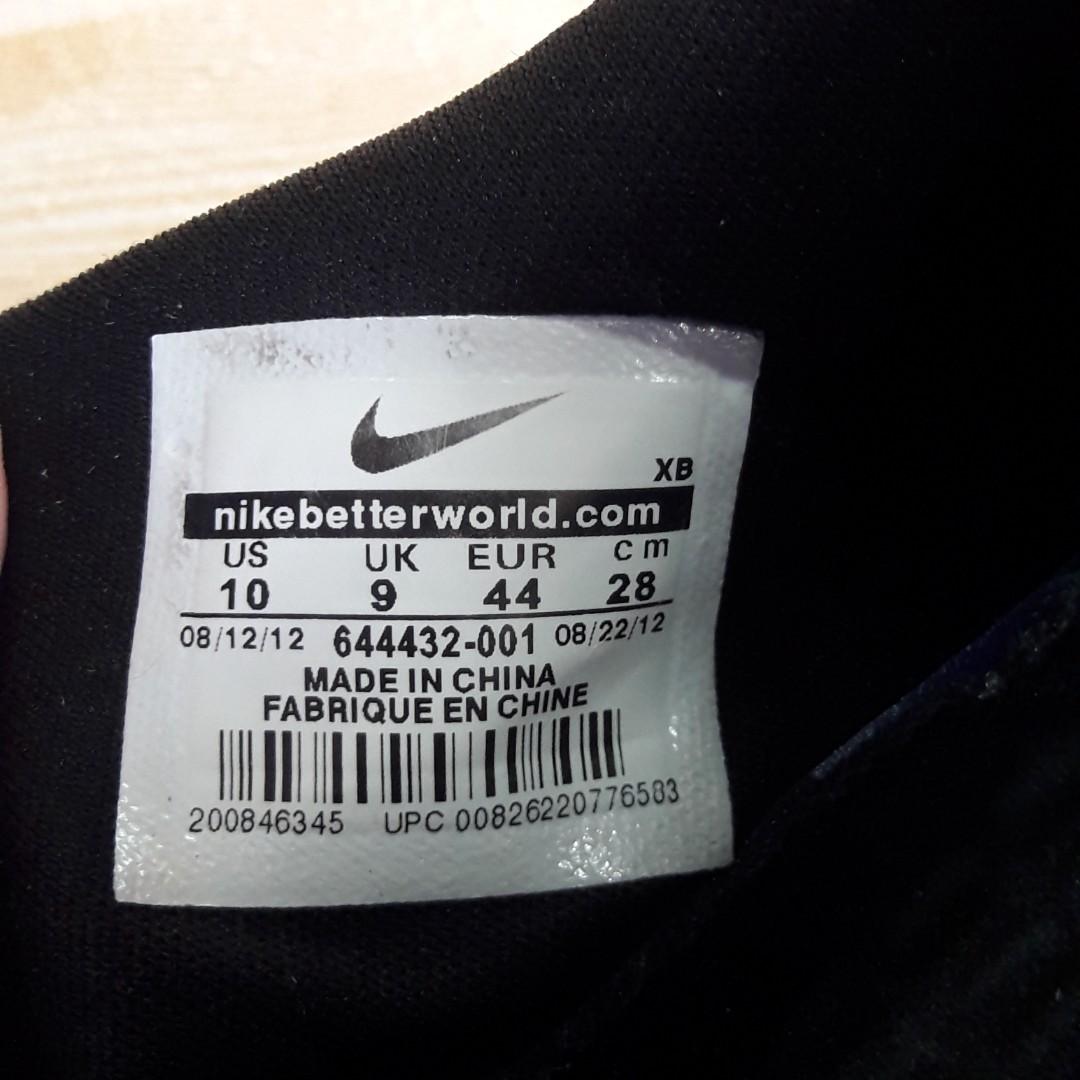 XB
nikebetterworld.com
US UK EUR cm
10 9 44 28
08/12/12 644432-001 08/22/12
MADE IN CHINA
FABRIQUE EN CHINE
200846345 UPC 00826220776583